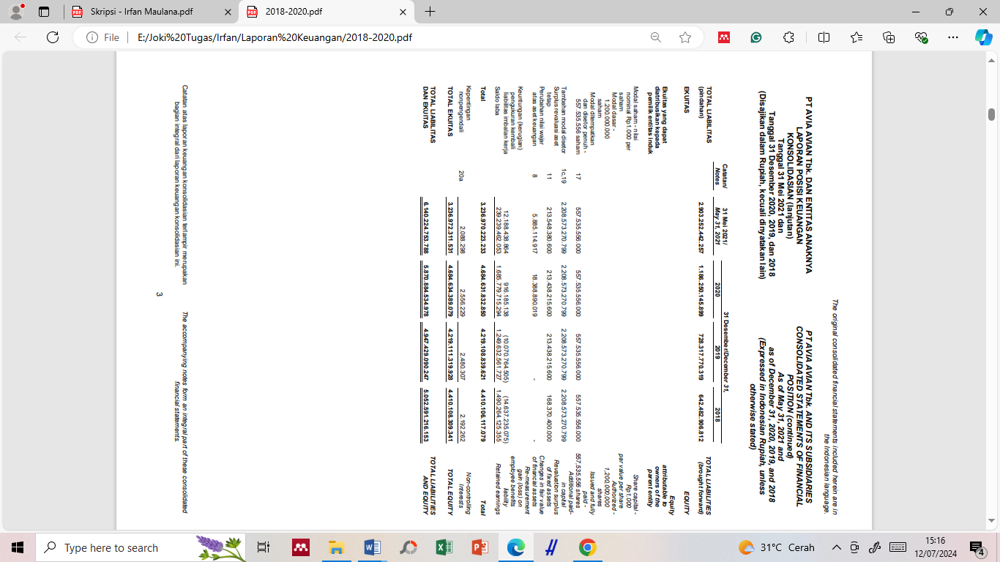 Skripsi - Irfan Maulana.pdf
2018-2020.pdf
File
E:/Joki%20Tugas/Irfan/Laporan%20Keuangan/2018-2020.pdf
The original consolidated financial statements included herein are in
the Indonesian language.
PT AVIA AVIAN Tbk. DAN ENTITAS ANAKNYA
LAPORAN POSISI KEUANGAN
KONSOLIDASIAN (lanjutan)
Tanggal 31 Mei 2021 dan
Tanggal 31 Desember 2020, 2019, dan 2018
(Disajikan dalam Rupiah, kecuali dinyatakan lain)
PT AVIA AVIAN Tbk. AND ITS SUBSIDIARIES
CONSOLIDATED STATEMENTS OF FINANCIAL
POSITION (continued)
As of May 31, 2021 and
as of December 31, 2020, 2019, and 2018
(Expressed in Indonesian Rupiah, unless
otherwise stated)
31 Desember/December 31,
Catatan/ 31 Mei 2021/
Notes May 31, 2021 2020 2019 2018
TOTAL LIABILITAS TOTAL LIABILITIES
(pindahan) 2.903.252.442.257 1.186.250.145.899 728.317.770.319 642.482.906.812 (brought forward)
EKUITAS EQUITY
Ekuitas yang dapat Equity
diatribusikan kepada attributable to
pemilik entitas induk owners of the
parent entity
Modal saham - nilai Share capital -
nominal Rp1.000 per Rp1,000
saham par value per share
Modal dasar - Authorized -
1.200.000.000 1,200,000,000
saham shares
Modal ditempatkan Issued and fully
dan disetor penuh - paid -
557.535.556 saham 17 557.535.556.000 557.535.556.000 557.535.556.000 557.535.556.000 557,535,556 shares
Tambahan modal disetor 1c,19 2.208.573.270.799 2.208.573.270.799 2.208.573.270.799 2.208.573.270.799 Additional paid-
in capital
Surplus revaluasi aset Revaluation surplus
tetap 11 213.548.380.600 213.438.215.600 213.438.215.600 168.370.400.000 of fixed assets
Perubahan nilai wajar Changes in fair value
atas aset keuangan 8 5.885.114.917 18.388.890.019 - - of financial assets
Keuntungan (kerugian) Re-measurement
pengukuran kembali gain (loss) on
liabilitas imbalan kerja 12.188.438.864 916.185.138 (10.070.764.505) (14.637.235.075) employee benefits
liability
Saldo laba 239.239.462.053 1.685.779.715.294 1.249.632.561.727 1.490.264.125.355 Retained earnings
Total 3.236.970.223.233 4.684.631.832.850 4.219.108.839.621 4.410.106.117.079 Total
Kepentingan Non-controlling
nonpengendali 20a 2.088.298 2.556.229 2.480.307 2.192.262 Interests
TOTAL EKUITAS 3.236.972.311.531 4.684.634.389.079 4.219.111.319.928 4.410.108.309.341 TOTAL EQUITY
TOTAL LIABILITAS TOTAL LIABILITIES
DAN EKUITAS 6.140.224.753.788 5.870.884.534.978 4.947.429.090.247 5.052.591.216.153 AND EQUITY
Catatan atas laporan keuangan konsolidasian terlampir merupakan
bagian integral dari laporan keuangan konsolidasian ini.
The accompanying notes form an integral part of these consolidated
financial statements.
3
Type here to search
31°C Cerah
15:16
12/07/2024
4